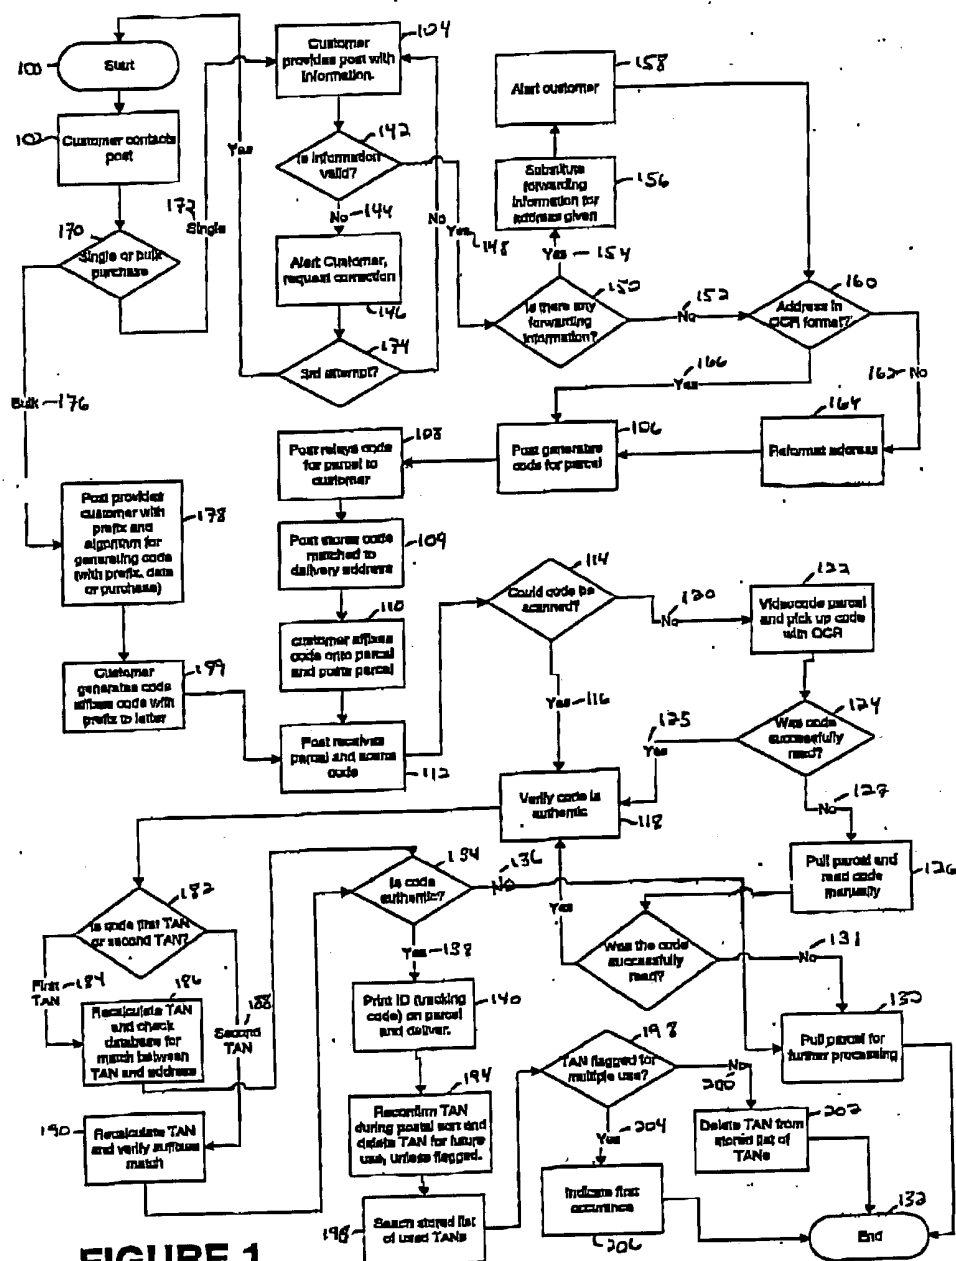 100
Start
102
Customer contacts
post
170
Single or bulk
purchase
172
Single
Bulk
176
Post provides
customer with
prefix and
algorithm for
generating code
(with prefix, date
or purchase)
178
Customer
generates code
affixes code with
prefix to letter
199
104
Customer
provides post with
information.
142
Is information
valid?
No
144
Alert Customer,
request correction
146
174
3rd attempt?
Yes
No
Yes
148
158
Alert customer
Substitute
forwarding
information for
address given
156
Yes
154
150
Is there any
forwarding
information?
152
No
160
Address in
OCR format?
166
Yes
162
No
164
Reformat address
106
Post generates
code for parcel
108
Post relays code
for parcel to
customer
Post stores code
matched to
delivery address
109
110
customer affixes
code onto parcel
and posts parcel
Post receives
parcel and scans
code
112
114
Could code be
scanned?
No
120
122
Videocode parcel
and pick up code
with OCR
Yes
116
124
Was code
successfully
read?
125
Yes
127
No
Verify code is
authentic
118
Pull parcel and
read code
manually
126
182
Is code first TAN
or second TAN?
First
TAN
184
186
Recalculate TAN
and check
database for
match between
TAN and address
188
Second
TAN
190
Recalculate TAN
and verify suffixes
match
134
Is code
authentic?
136
No
Yes
138
Print ID (tracking
code) on parcel
and deliver.
140
194
Reconfirm TAN
during postal sort and
delete TAN for future
use, unless flagged.
198
Search stored list
of used TANs
Yes
Was the code
successfully
read?
131
No
130
Pull parcel for
further processing
198
TAN flagged for
multiple use?
No
200
Yes
204
202
Delete TAN from
stored list of
TANs
Indicate first
occurance
206
132
End
FIGURE 1